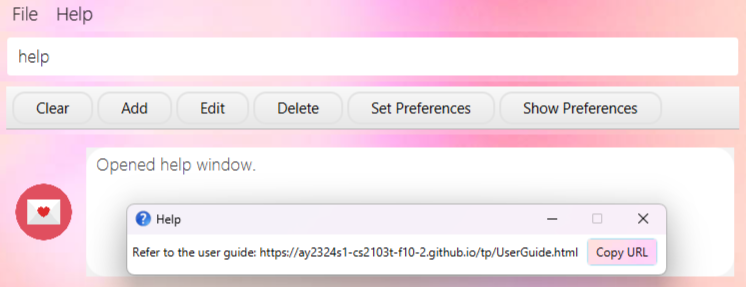 File Help
help
Clear Add Edit Delete Set Preferences Show Preferences
Opened help window.
Help
Refer to the user guide: https://ay2324s1-cs2103t-f10-2.github.io/tp/UserGuide.html Copy URL